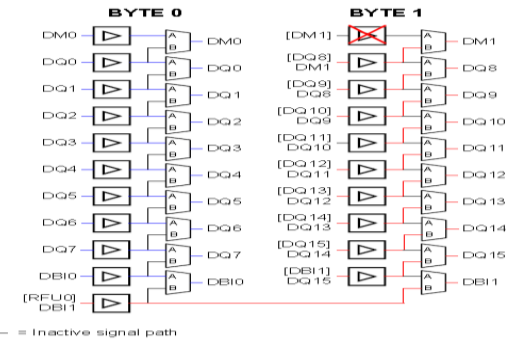 BYTE 0 BYTE 1
DM0 A B DM0 [DM1] A B DM1
DQ0 A B DQ0 [DQ8] DM1 A B DQ8
DQ1 A B DQ1 [DQ9] DQ8 A B DQ9
DQ2 A B DQ2 [DQ10] DQ9 A B DQ10
DQ3 A B DQ3 [DQ11] DQ10 A B DQ11
DQ4 A B DQ4 [DQ12] DQ11 A B DQ12
DQ5 A B DQ5 [DQ13] DQ12 A B DQ13
DQ6 A B DQ6 [DQ14] DQ13 A B DQ14
DQ7 A B DQ7 [DQ15] DQ14 A B DQ15
DBI0 A B DBI0 [DBI1] DQ15 A B DBI1
[RFU0] DBI1
= Inactive signal path